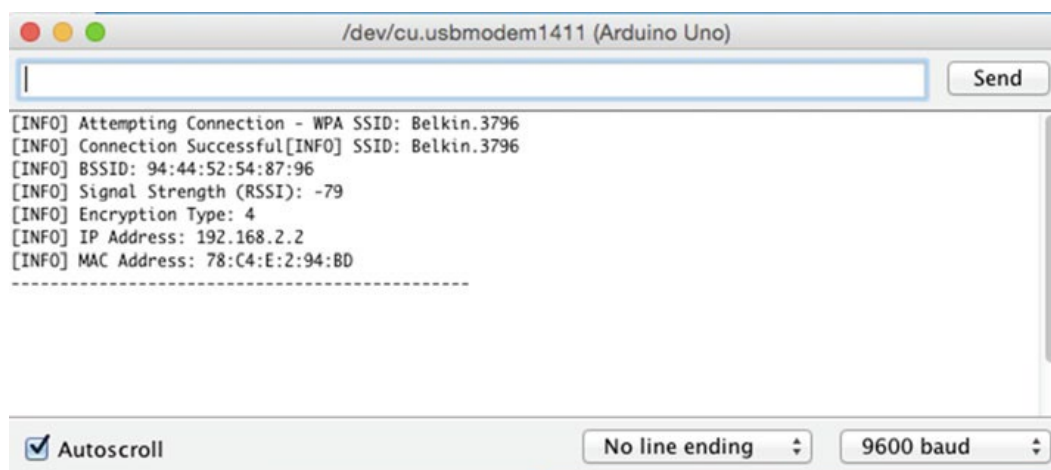 /dev/cu.usbmodem1411 (Arduino Uno)
Send
[INFO] Attempting Connection - WPA SSID: Belkin.3796
[INFO] Connection Successful[INFO] SSID: Belkin.3796
[INFO] BSSID: 94:44:52:54:87:96
[INFO] Signal Strength (RSSI): -79
[INFO] Encryption Type: 4
[INFO] IP Address: 192.168.2.2
[INFO] MAC Address: 78:C4:E:2:94:BD
-----------------------------------------------
Autoscroll
No line ending
9600 baud